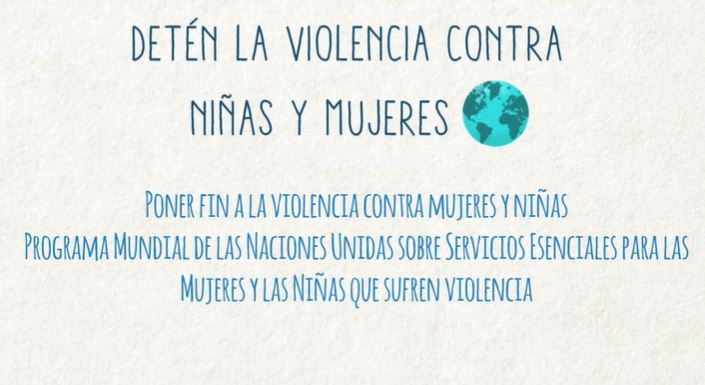 DETÉN LA VIOLENCIA CONTRA
NIÑAS Y MUJERES
PONER FIN A LA VIOLENCIA CONTRA MUJERES Y NIÑAS
PROGRAMA MUNDIAL DE LAS NACIONES UNIDAS SOBRE SERVICIOS ESENCIALES PARA LAS
MUJERES Y LAS NIÑAS QUE SUFREN VIOLENCIA